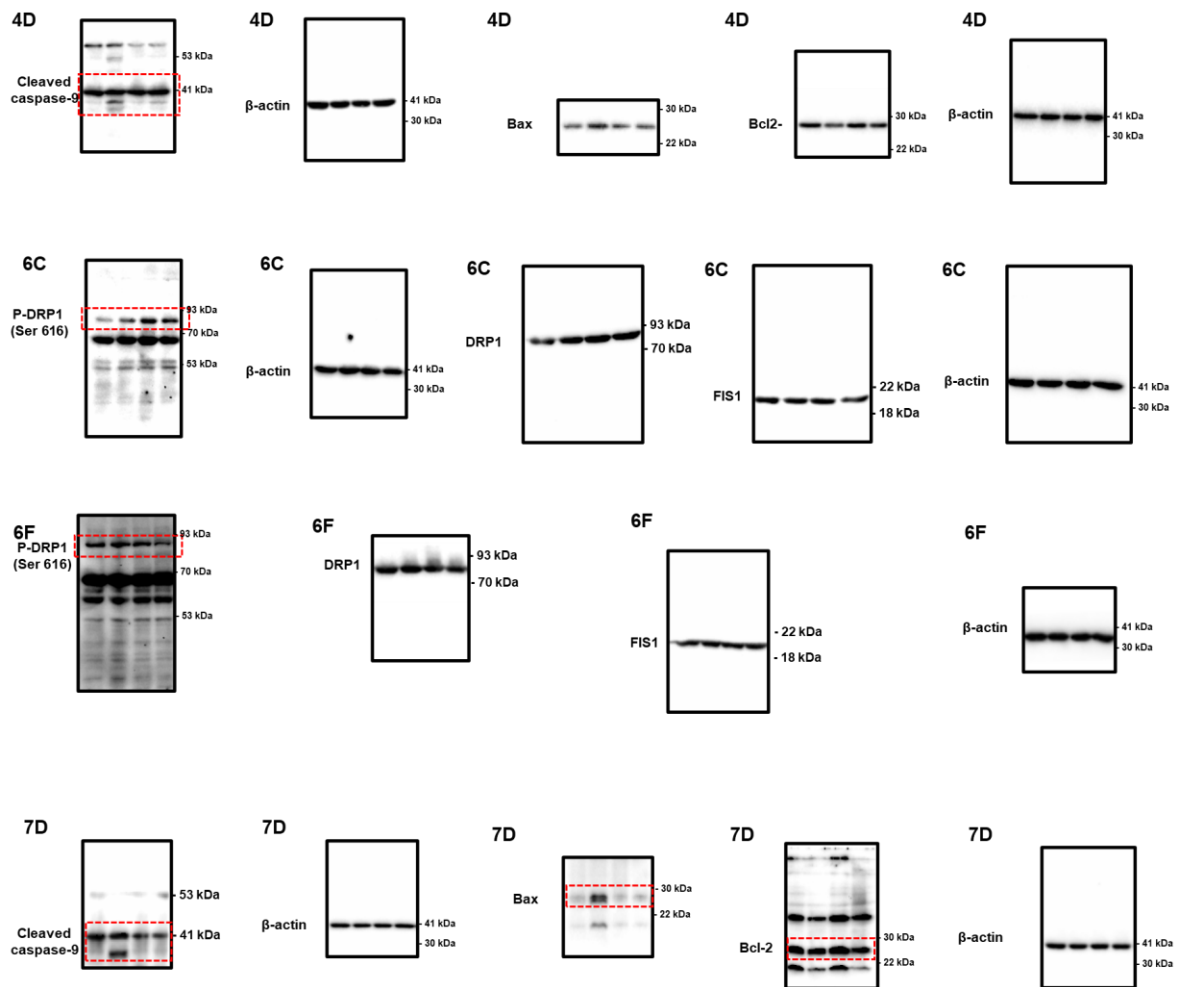 4D
Cleaved
caspase-9
53 kDa
41 kDa
4D
β-actin
41 kDa
30 kDa
4D
Bax
30 kDa
22 kDa
4D
Bcl2-
30 kDa
22 kDa
4D
β-actin
41 kDa
30 kDa
6C
P-DRP1
(Ser 616)
93 kDa
70 kDa
53 kDa
6C
β-actin
41 kDa
30 kDa
6C
DRP1
93 kDa
70 kDa
6C
FIS1
22 kDa
18 kDa
6C
β-actin
41 kDa
30 kDa
6F
P-DRP1
(Ser 616)
93 kDa
70 kDa
53 kDa
6F
DRP1
93 kDa
70 kDa
6F
FIS1
- 22 kDa
- 18 kDa
6F
β-actin
41 kDa
30 kDa
7D
Cleaved
caspase-9
53 kDa
41 kDa
7D
β-actin
41 kDa
30 kDa
7D
Bax
30 kDa
22 kDa
7D
Bcl-2
30 kDa
22 kDa
7D
β-actin
41 kDa
30 kDa